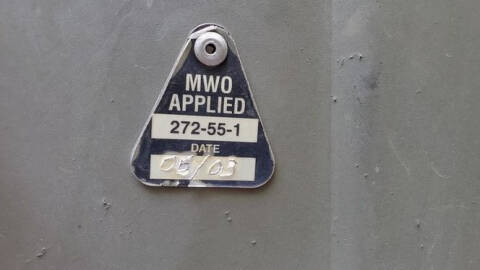 MWO
APPLIED
272-55-1
DATE
05/03